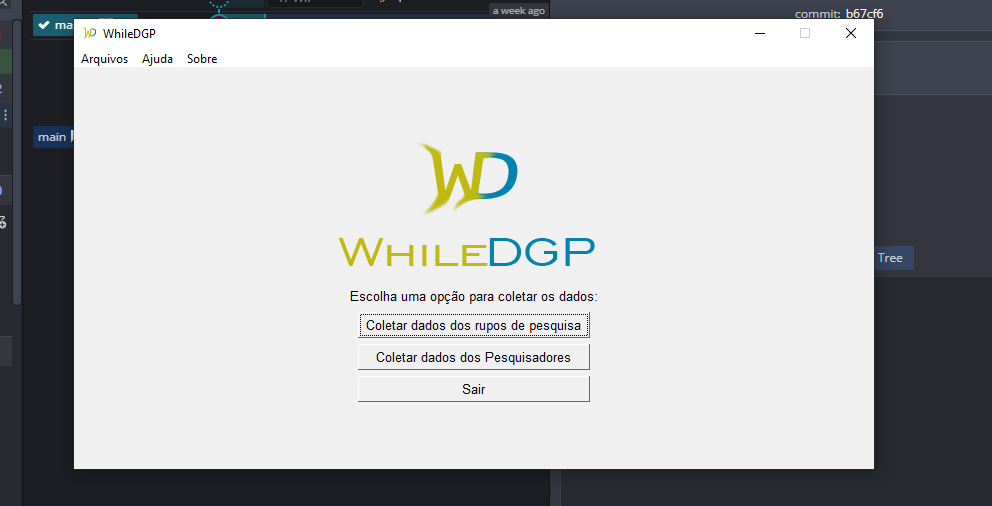 a week ago
commit: b67cf6
WhileDGP
Arquivos Ajuda Sobre
main
WD
WHILEDGP
Tree
Escolha uma opção para coletar os dados:
Coletar dados dos rupos de pesquisa
Coletar dados dos Pesquisadores
Sair